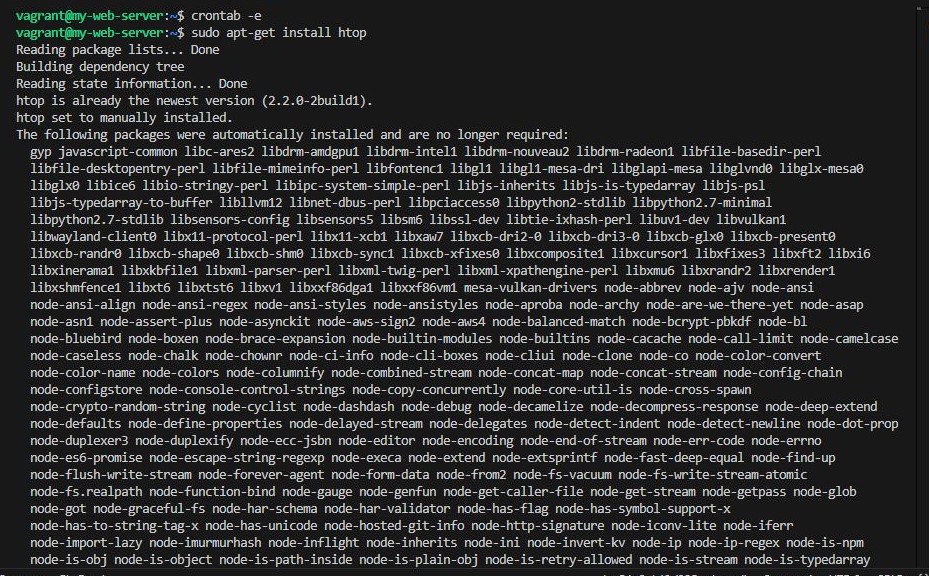 vagrant@my-web-server:~$ crontab -e
vagrant@my-web-server:~$ sudo apt-get install htop
Reading package lists... Done
Building dependency tree
Reading state information... Done
htop is already the newest version (2.2.0-2build1).
htop set to manually installed.
The following packages were automatically installed and are no longer required:
gyp javascript-common libc-ares2 libdrm-amdgpu1 libdrm-intel1 libdrm-nouveau2 libdrm-radeon1 libfile-basedir-perl
libfile-desktopentry-perl libfile-mimeinfo-perl libfontenc1 libgl1 libgl1-mesa-dri libglapi-mesa libglvnd0 libglx-mesa0
libglx0 libice6 libio-stringy-perl libipc-system-simple-perl libjs-inherits libjs-is-typedarray libjs-psl
libjs-typedarray-to-buffer libllvm12 libnet-dbus-perl libpciaccess0 libpython2-stdlib libpython2.7-minimal
libpython2.7-stdlib libsensors-config libsensors5 libsm6 libssl-dev libtie-ixhash-perl libuv1-dev libvulkan1
libwayland-client0 libx11-protocol-perl libx11-xcb1 libxaw7 libxcb-dri2-0 libxcb-dri3-0 libxcb-glx0 libxcb-present0
libxcb-randr0 libxcb-shape0 libxcb-shm0 libxcb-sync1 libxcb-xfixes0 libxcomposite1 libxcursor1 libxfixes3 libxft2 libxi6
libxinerama1 libxkbfile1 libxml-parser-perl libxml-twig-perl libxml-xpathengine-perl libxmu6 libxrandr2 libxrender1
libxshmfence1 libxt6 libxtst6 libxv1 libxxf86dga1 libxxf86vm1 mesa-vulkan-drivers node-abbrev node-ajv node-ansi
node-ansi-align node-ansi-regex node-ansi-styles node-ansistyles node-aproba node-archy node-are-we-there-yet node-asap
node-asn1 node-assert-plus node-asynckit node-aws-sign2 node-aws4 node-balanced-match node-bcrypt-pbkdf node-bl
node-bluebird node-boxen node-brace-expansion node-builtin-modules node-builtins node-cacache node-call-limit node-camelcase
node-caseless node-chalk node-chownr node-ci-info node-cli-boxes node-cliui node-clone node-co node-color-convert
node-color-name node-colors node-columnify node-combined-stream node-concat-map node-concat-stream node-config-chain
node-configstore node-console-control-strings node-copy-concurrently node-core-util-is node-cross-spawn
node-crypto-random-string node-cyclist node-dashdash node-debug node-decamelize node-decompress-response node-deep-extend
node-defaults node-define-properties node-delayed-stream node-delegates node-detect-indent node-detect-newline node-dot-prop
node-duplexer3 node-duplexify node-ecc-jsbn node-editor node-encoding node-end-of-stream node-err-code node-errno
node-es6-promise node-escape-string-regexp node-execa node-extend node-extsprintf node-fast-deep-equal node-find-up
node-flush-write-stream node-forever-agent node-form-data node-from2 node-fs-vacuum node-fs-write-stream-atomic
node-fs.realpath node-function-bind node-gauge node-genfun node-get-caller-file node-get-stream node-getpass node-glob
node-got node-graceful-fs node-har-schema node-har-validator node-has-flag node-has-symbol-support-x
node-has-to-string-tag-x node-has-unicode node-hosted-git-info node-http-signature node-iconv-lite node-iferr
node-import-lazy node-imurmurhash node-inflight node-inherits node-ini node-invert-kv node-ip node-ip-regex node-is-npm
node-is-obj node-is-object node-is-path-inside node-is-plain-obj node-is-retry-allowed node-is-stream node-is-typedarray